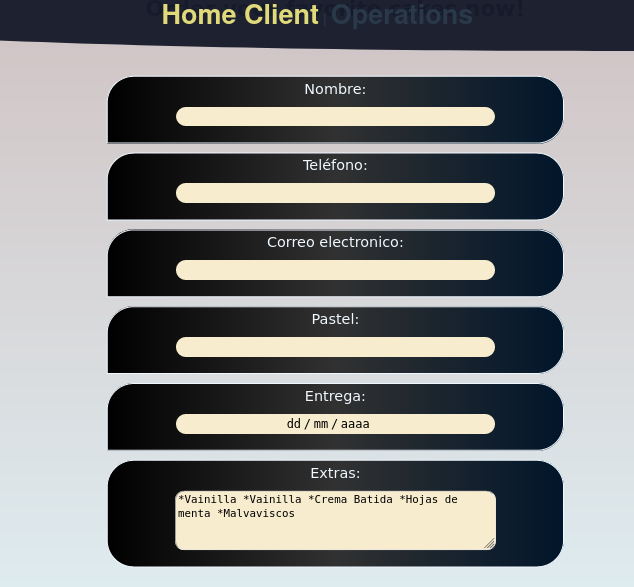 Home Client | Operations
Nombre:
Teléfono:
Correo electronico:
Pastel:
Entrega:
dd / mm / aaaa
Extras:
*Vainilla *Vainilla *Crema Batida *Hojas de
menta *Malvaviscos